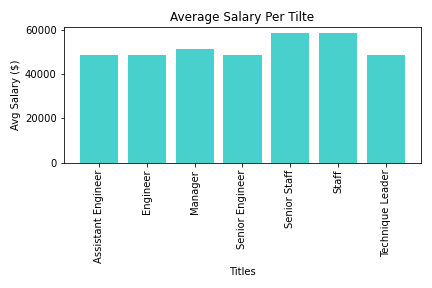 Average Salary Per Tilte
Avg Salary ($)
60000
40000
20000
0
Assistant Engineer
Engineer
Manager
Senior Engineer
Senior Staff
Staff
Technique Leader
Titles